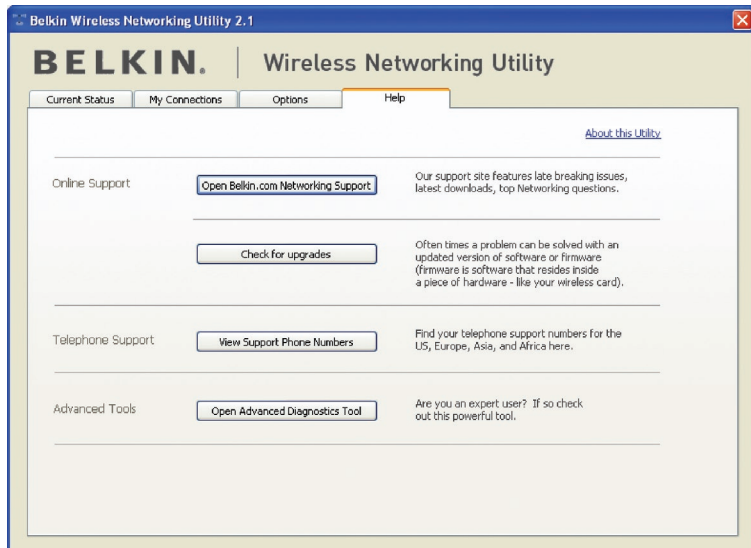 Belkin Wireless Networking Utility 2.1
BELKIN. | Wireless Networking Utility
Current Status
My Connections
Options
Help
About this Utility
Online Support
Open Belkin.com Networking Support
Our support site features late breaking issues,
latest downloads, top Networking questions.
Check for upgrades
Often times a problem can be solved with an
updated version of software or firmware
(firmware is software that resides inside
a piece of hardware - like your wireless card).
Telephone Support
View Support Phone Numbers
Find your telephone support numbers for the
US, Europe, Asia, and Africa here.
Advanced Tools
Open Advanced Diagnostics Tool
Are you an expert user? If so check
out this powerful tool.